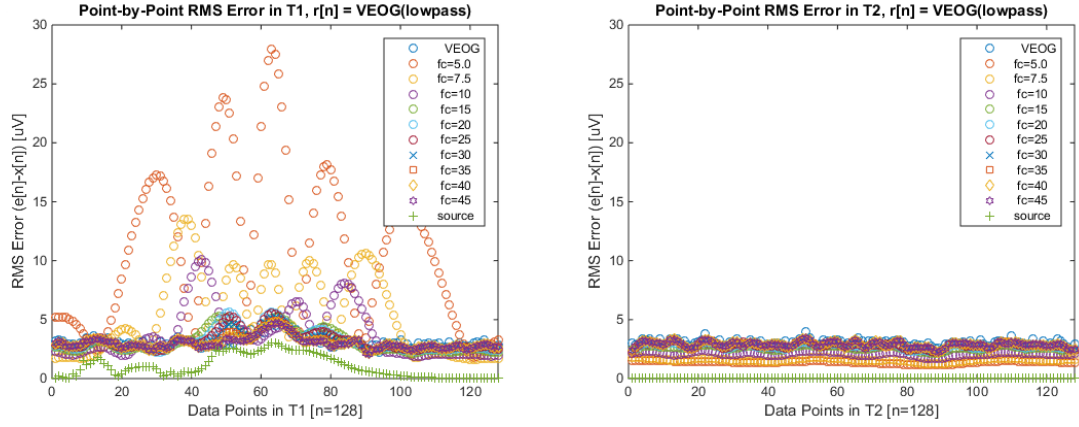 Point-by-Point RMS Error in T1, r[n] = VEOG(lowpass)
30
25
20
15
10
5
0
RMS Error (e[n]-x[n]) [uV]
VEOG
fc=5.0
fc=7.5
fc=10
fc=15
fc=20
fc=25
fc=30
fc=35
fc=40
fc=45
source
0 20 40 60 80 100 120
Data Points in T1 [n=128]
Point-by-Point RMS Error in T2, r[n] = VEOG(lowpass)
30
25
20
15
10
5
0
RMS Error (e[n]-x[n]) [uV]
VEOG
fc=5.0
fc=7.5
fc=10
fc=15
fc=20
fc=25
fc=30
fc=35
fc=40
fc=45
source
0 20 40 60 80 100 120
Data Points in T2 [n=128]